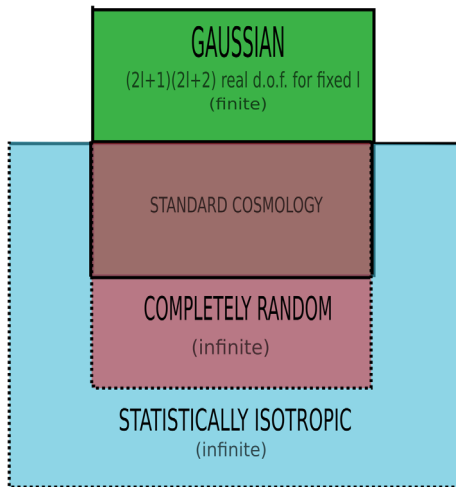 GAUSSIAN
(2l+1)(2l+2) real d.o.f. for fixed l
(finite)
STANDARD COSMOLOGY
COMPLETELY RANDOM
(infinite)
STATISTICALLY ISOTROPIC
(infinite)